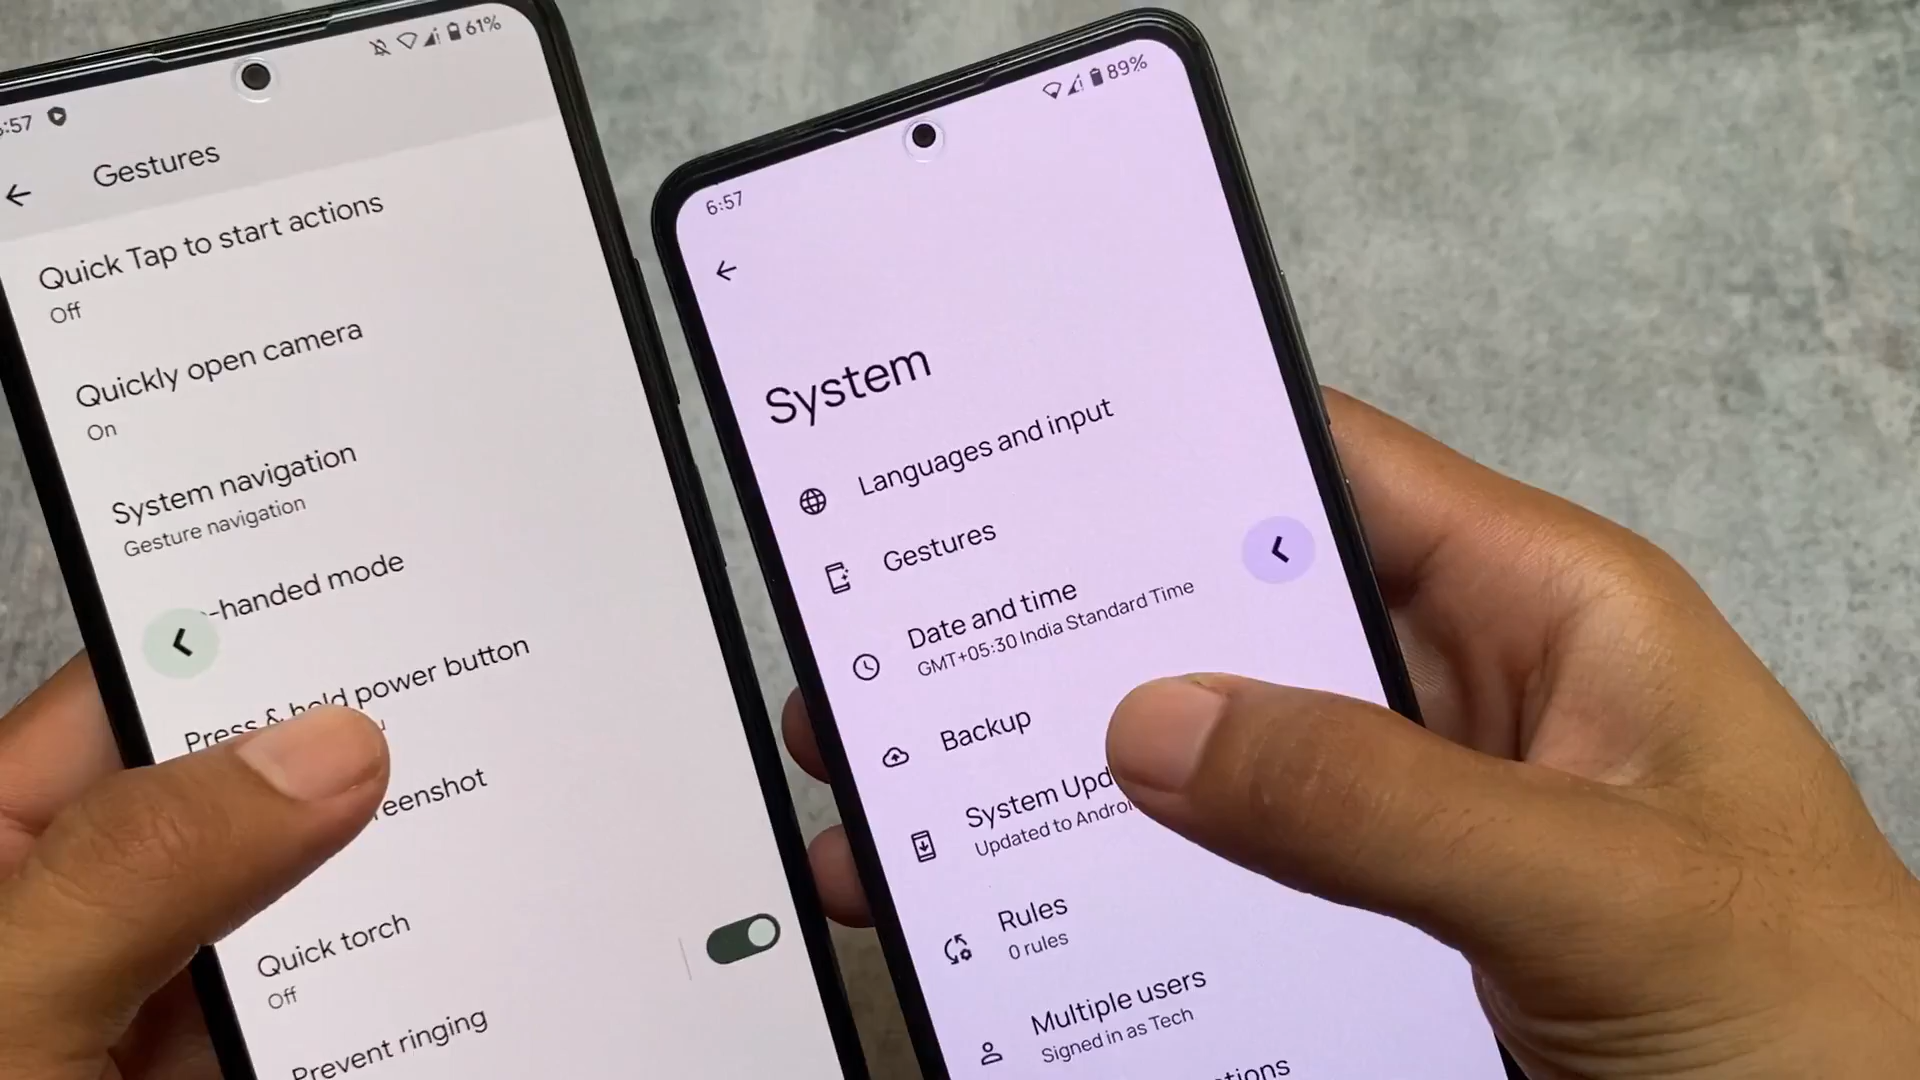 :57
61%
Gestures
Quick Tap to start actions
Off
Quickly open camera
On
System navigation
Gesture navigation
-handed mode
Press & hold power button
reenshot
Quick torch
Off
Prevent ringing
89%
6:57
System
Languages and input
Gestures
Date and time
GMT+05:30 India Standard Time
Backup
System Upd
Updated to Androi
Rules
0 rules
Multiple users
Signed in as Tech
tions